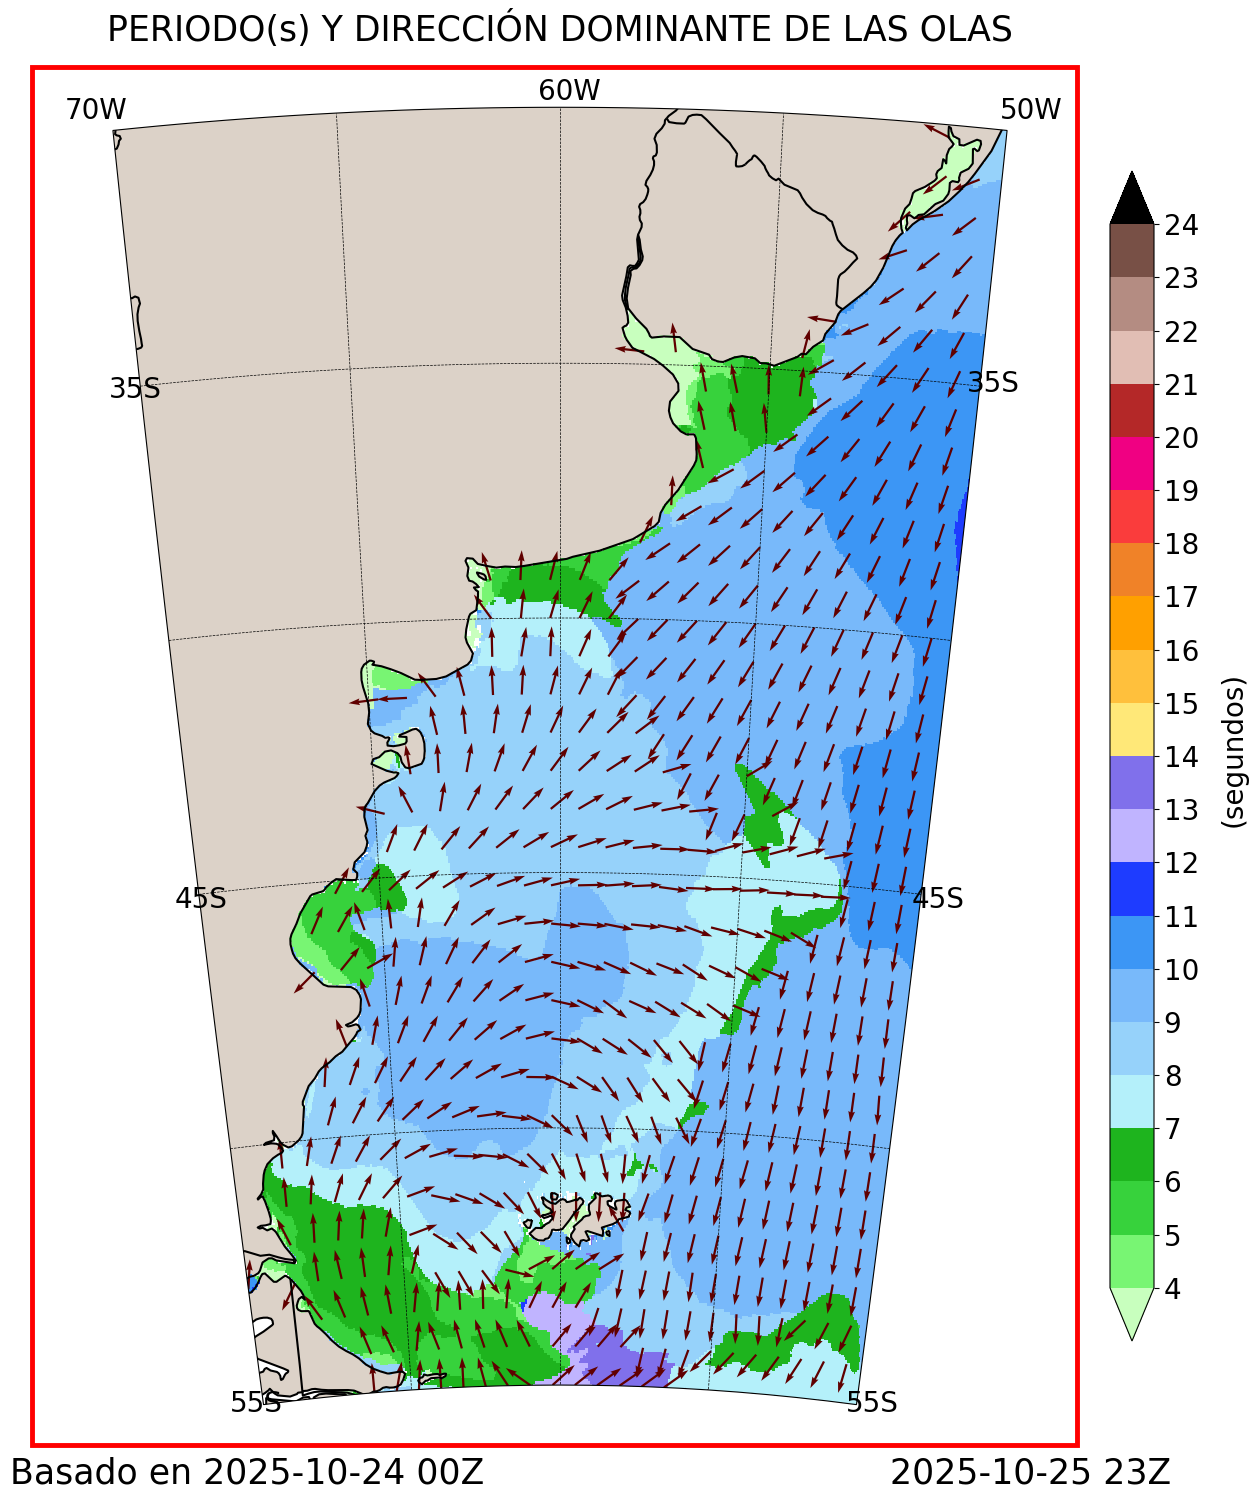 PERIODO(s) Y DIRECCIÓN DOMINANTE DE LAS OLAS
70W
60W
50W
35S
35S
45S
45S
55S
55S
24
23
22
21
20
19
18
17
16
15
14
13
12
11
10
9
8
7
6
5
4
(segundos)
Basado en 2025-10-24 00Z
2025-10-25 23Z